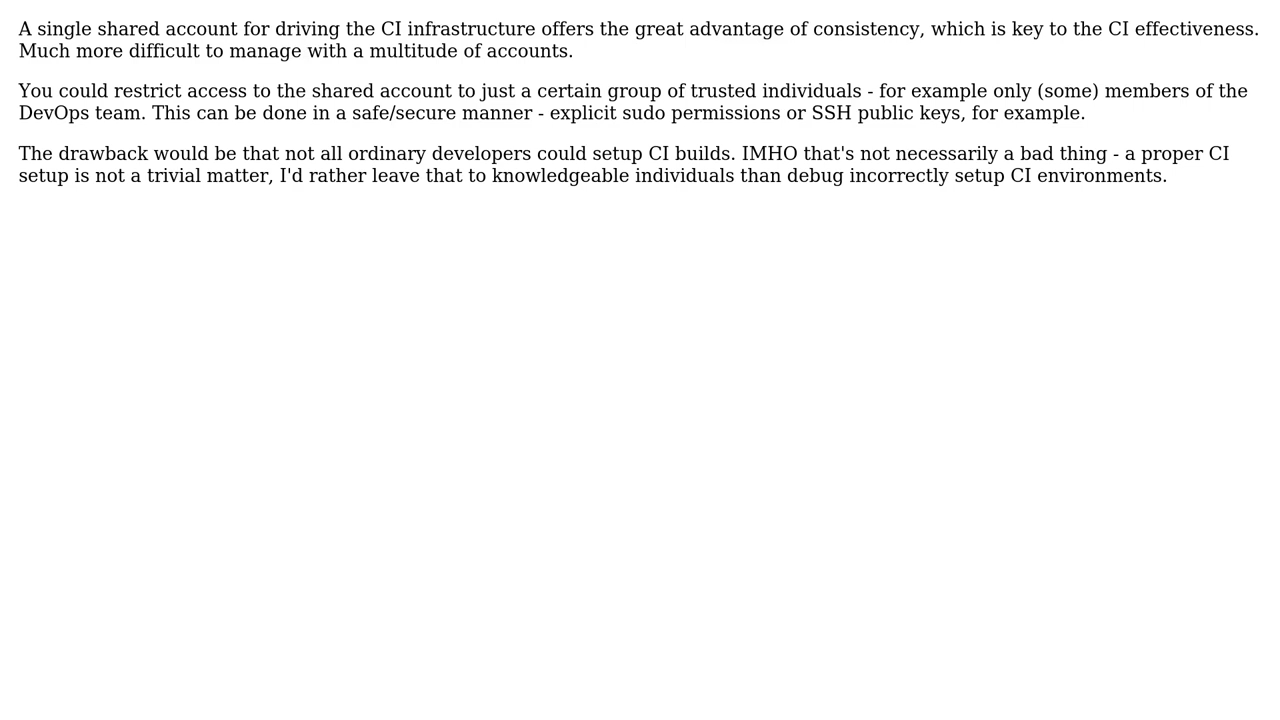 A single shared account for driving the CI infrastructure offers the great advantage of consistency, which is key to the CI effectiveness.
Much more difficult to manage with a multitude of accounts.
You could restrict access to the shared account to just a certain group of trusted individuals - for example only (some) members of the
DevOps team. This can be done in a safe/secure manner - explicit sudo permissions or SSH public keys, for example.
The drawback would be that not all ordinary developers could setup CI builds. IMHO that's not necessarily a bad thing - a proper CI
setup is not a trivial matter, I'd rather leave that to knowledgeable individuals than debug incorrectly setup CI environments.